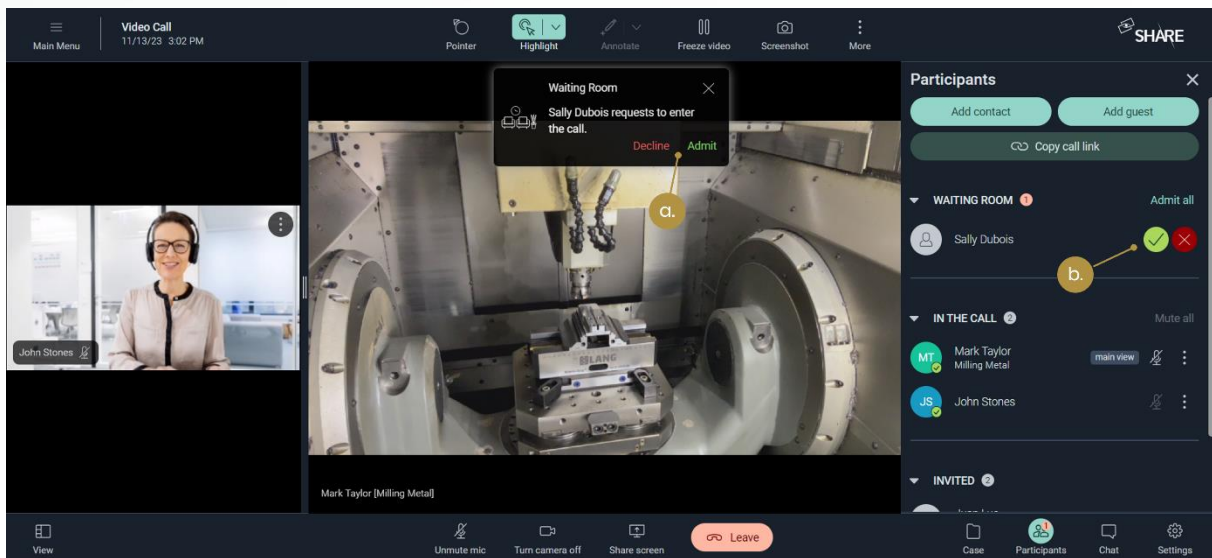 Main Menu
Video Call
11/13/23 3:02 PM
Pointer
Highlight
Annotate
Freeze video
Screenshot
More
SHARE
Waiting Room
Sally Dubois requests to enter
the call.
Decline Admit
a.
LANG
John Stones
Mark Taylor [Milling Metal]
Participants
Add contact
Add guest
Copy call link
WAITING ROOM 1
Admit all
Sally Dubois
b.
IN THE CALL 2
Mute all
MT
Mark Taylor
Milling Metal
main view
JS
John Stones
INVITED 2
View
Unmute mic
Turn camera off
Share screen
Leave
Case
1
Participants
Chat
Settings